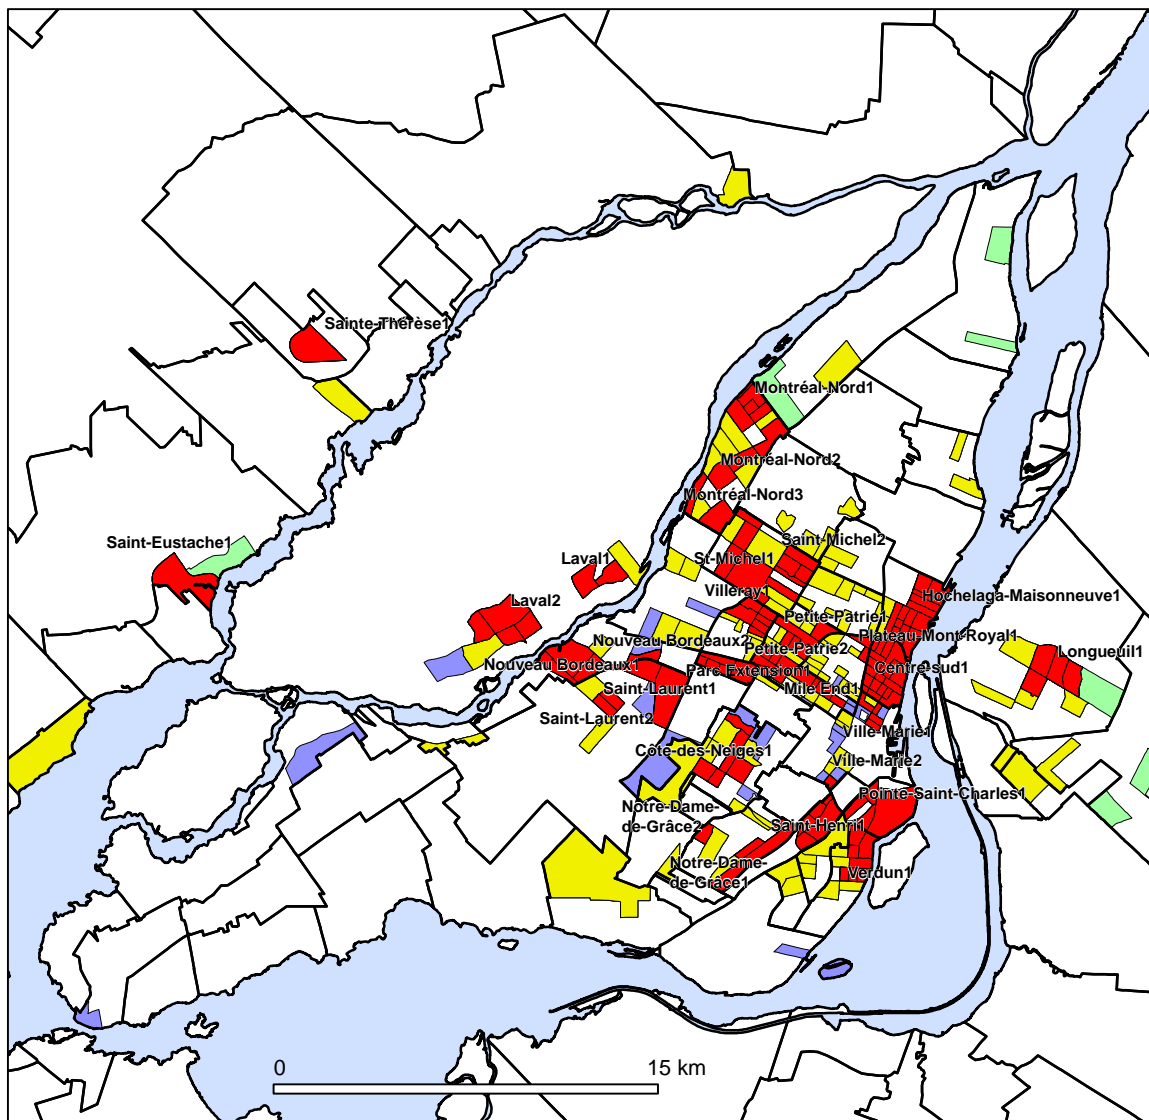 Sainte-Thérèse1
Montréal-Nord1
Montréal-Nord2
Montréal-Nord3
Saint-Eustache1
Saint-Michel2
Laval1
St-Michel1
Villeray1
Hochelaga-Maisonneuve1
Laval2
Petite-Patrie1
Plateau-Mont-Royal1
Nouveau Bordeaux2
Petite-Patrie2
Longueuil1
Nouveau Bordeaux1
Parc Extension1
Centre-sud1
Saint-Laurent1
Mile End1
Saint-Laurent2
Ville-Marie1
Côte-des-Neiges1
Ville-Marie2
Pointe-Saint-Charles1
Notre-Dame-
de-Grâce2
Saint-Henri1
Notre-Dame-
de-Grâce1
Verdun1
0 15 km